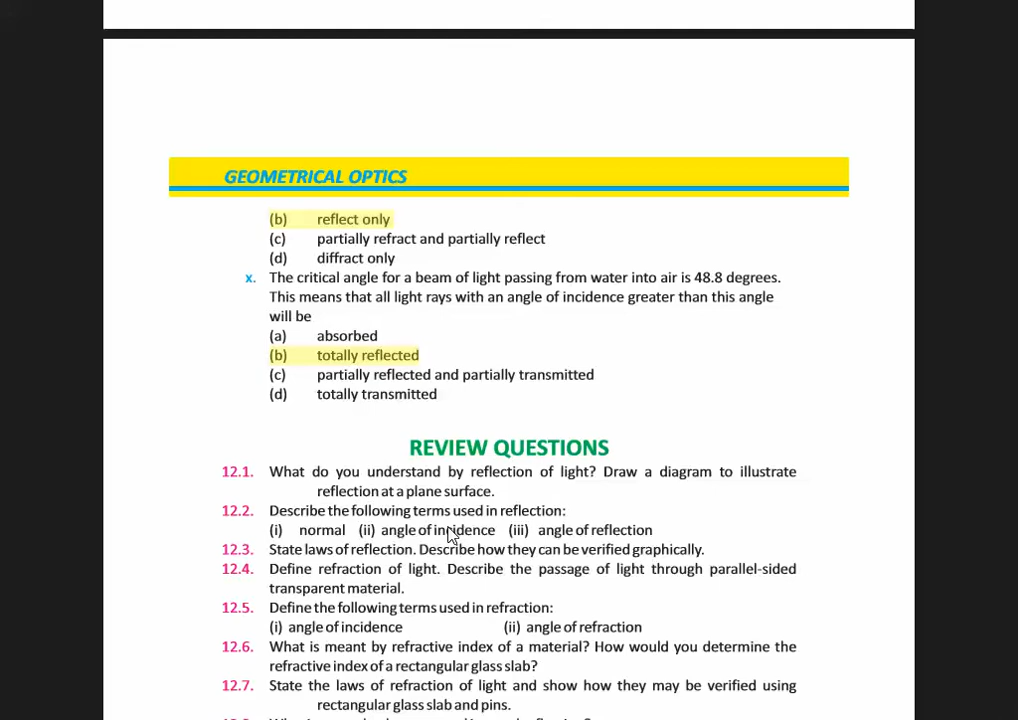 GEOMETRICAL OPTICS
(b) reflect only
(c) partially refract and partially reflect
(d) diffract only
x. The critical angle for a beam of light passing from water into air is 48.8 degrees.
This means that all light rays with an angle of incidence greater than this angle
will be
(a) absorbed
(b) totally reflected
(c) partially reflected and partially transmitted
(d) totally transmitted
REVIEW QUESTIONS
12.1. What do you understand by reflection of light? Draw a diagram to illustrate
reflection at a plane surface.
12.2. Describe the following terms used in reflection:
(i) normal (ii) angle of incidence (iii) angle of reflection
12.3. State laws of reflection. Describe how they can be verified graphically.
12.4. Define refraction of light. Describe the passage of light through parallel-sided
transparent material.
12.5. Define the following terms used in refraction:
(i) angle of incidence (ii) angle of refraction
12.6. What is meant by refractive index of a material? How would you determine the
refractive index of a rectangular glass slab?
12.7. State the laws of refraction of light and show how they may be verified using
rectangular glass slab and pins.